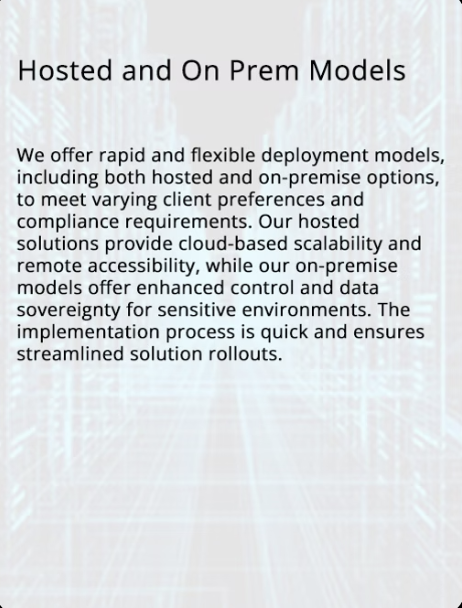 Hosted and On Prem Models
We offer rapid and flexible deployment models,
including both hosted and on-premise options,
to meet varying client preferences and
compliance requirements. Our hosted
solutions provide cloud-based scalability and
remote accessibility, while our on-premise
models offer enhanced control and data
sovereignty for sensitive environments. The
implementation process is quick and ensures
streamlined solution rollouts.